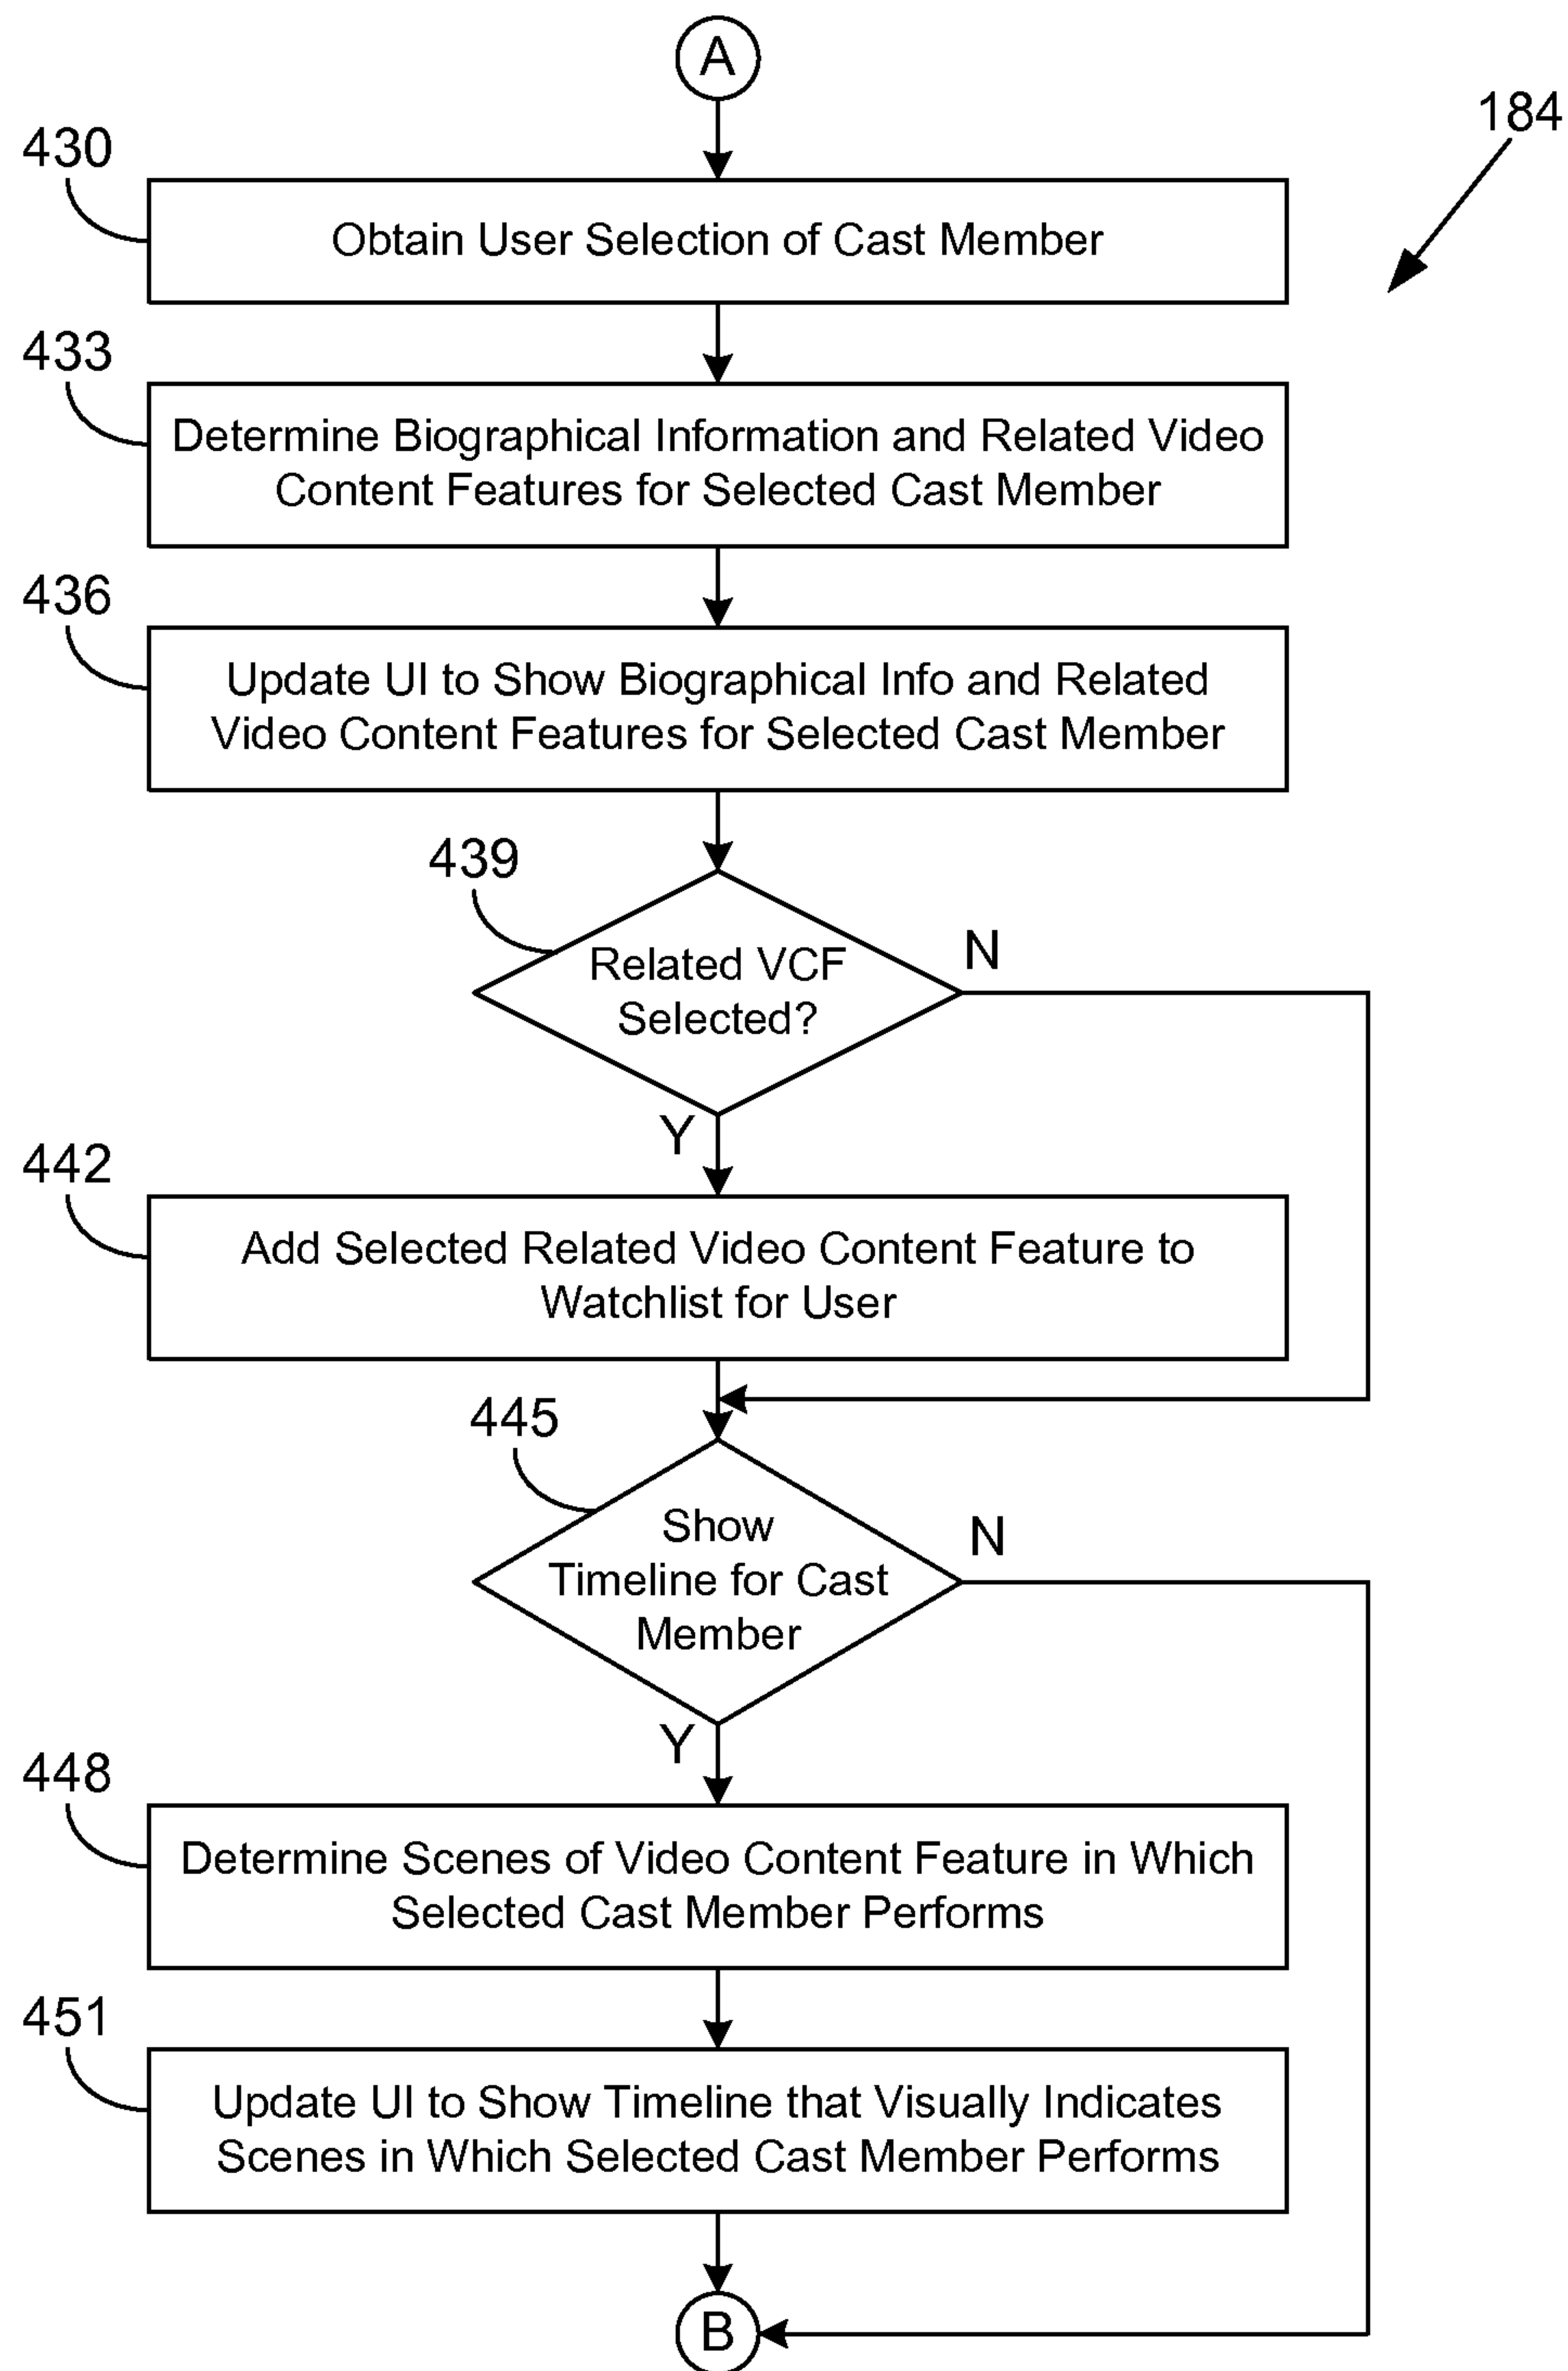 A
184
430
Obtain User Selection of Cast Member
433
Determine Biographical Information and Related Video
Content Features for Selected Cast Member
436
Update UI to Show Biographical Info and Related
Video Content Features for Selected Cast Member
439
Related VCF
Selected?
N
Y
442
Add Selected Related Video Content Feature to
Watchlist for User
445
Show
Timeline for Cast
Member
N
Y
448
Determine Scenes of Video Content Feature in Which
Selected Cast Member Performs
451
Update UI to Show Timeline that Visually Indicates
Scenes in Which Selected Cast Member Performs
B